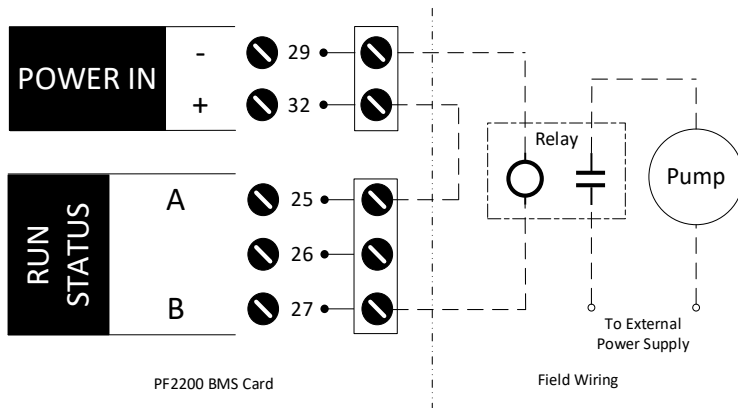 POWER IN
- 29
+ 32
RUN
STATUS
A 25
26
B 27
Relay
Pump
To External
Power Supply
PF2200 BMS Card
Field Wiring